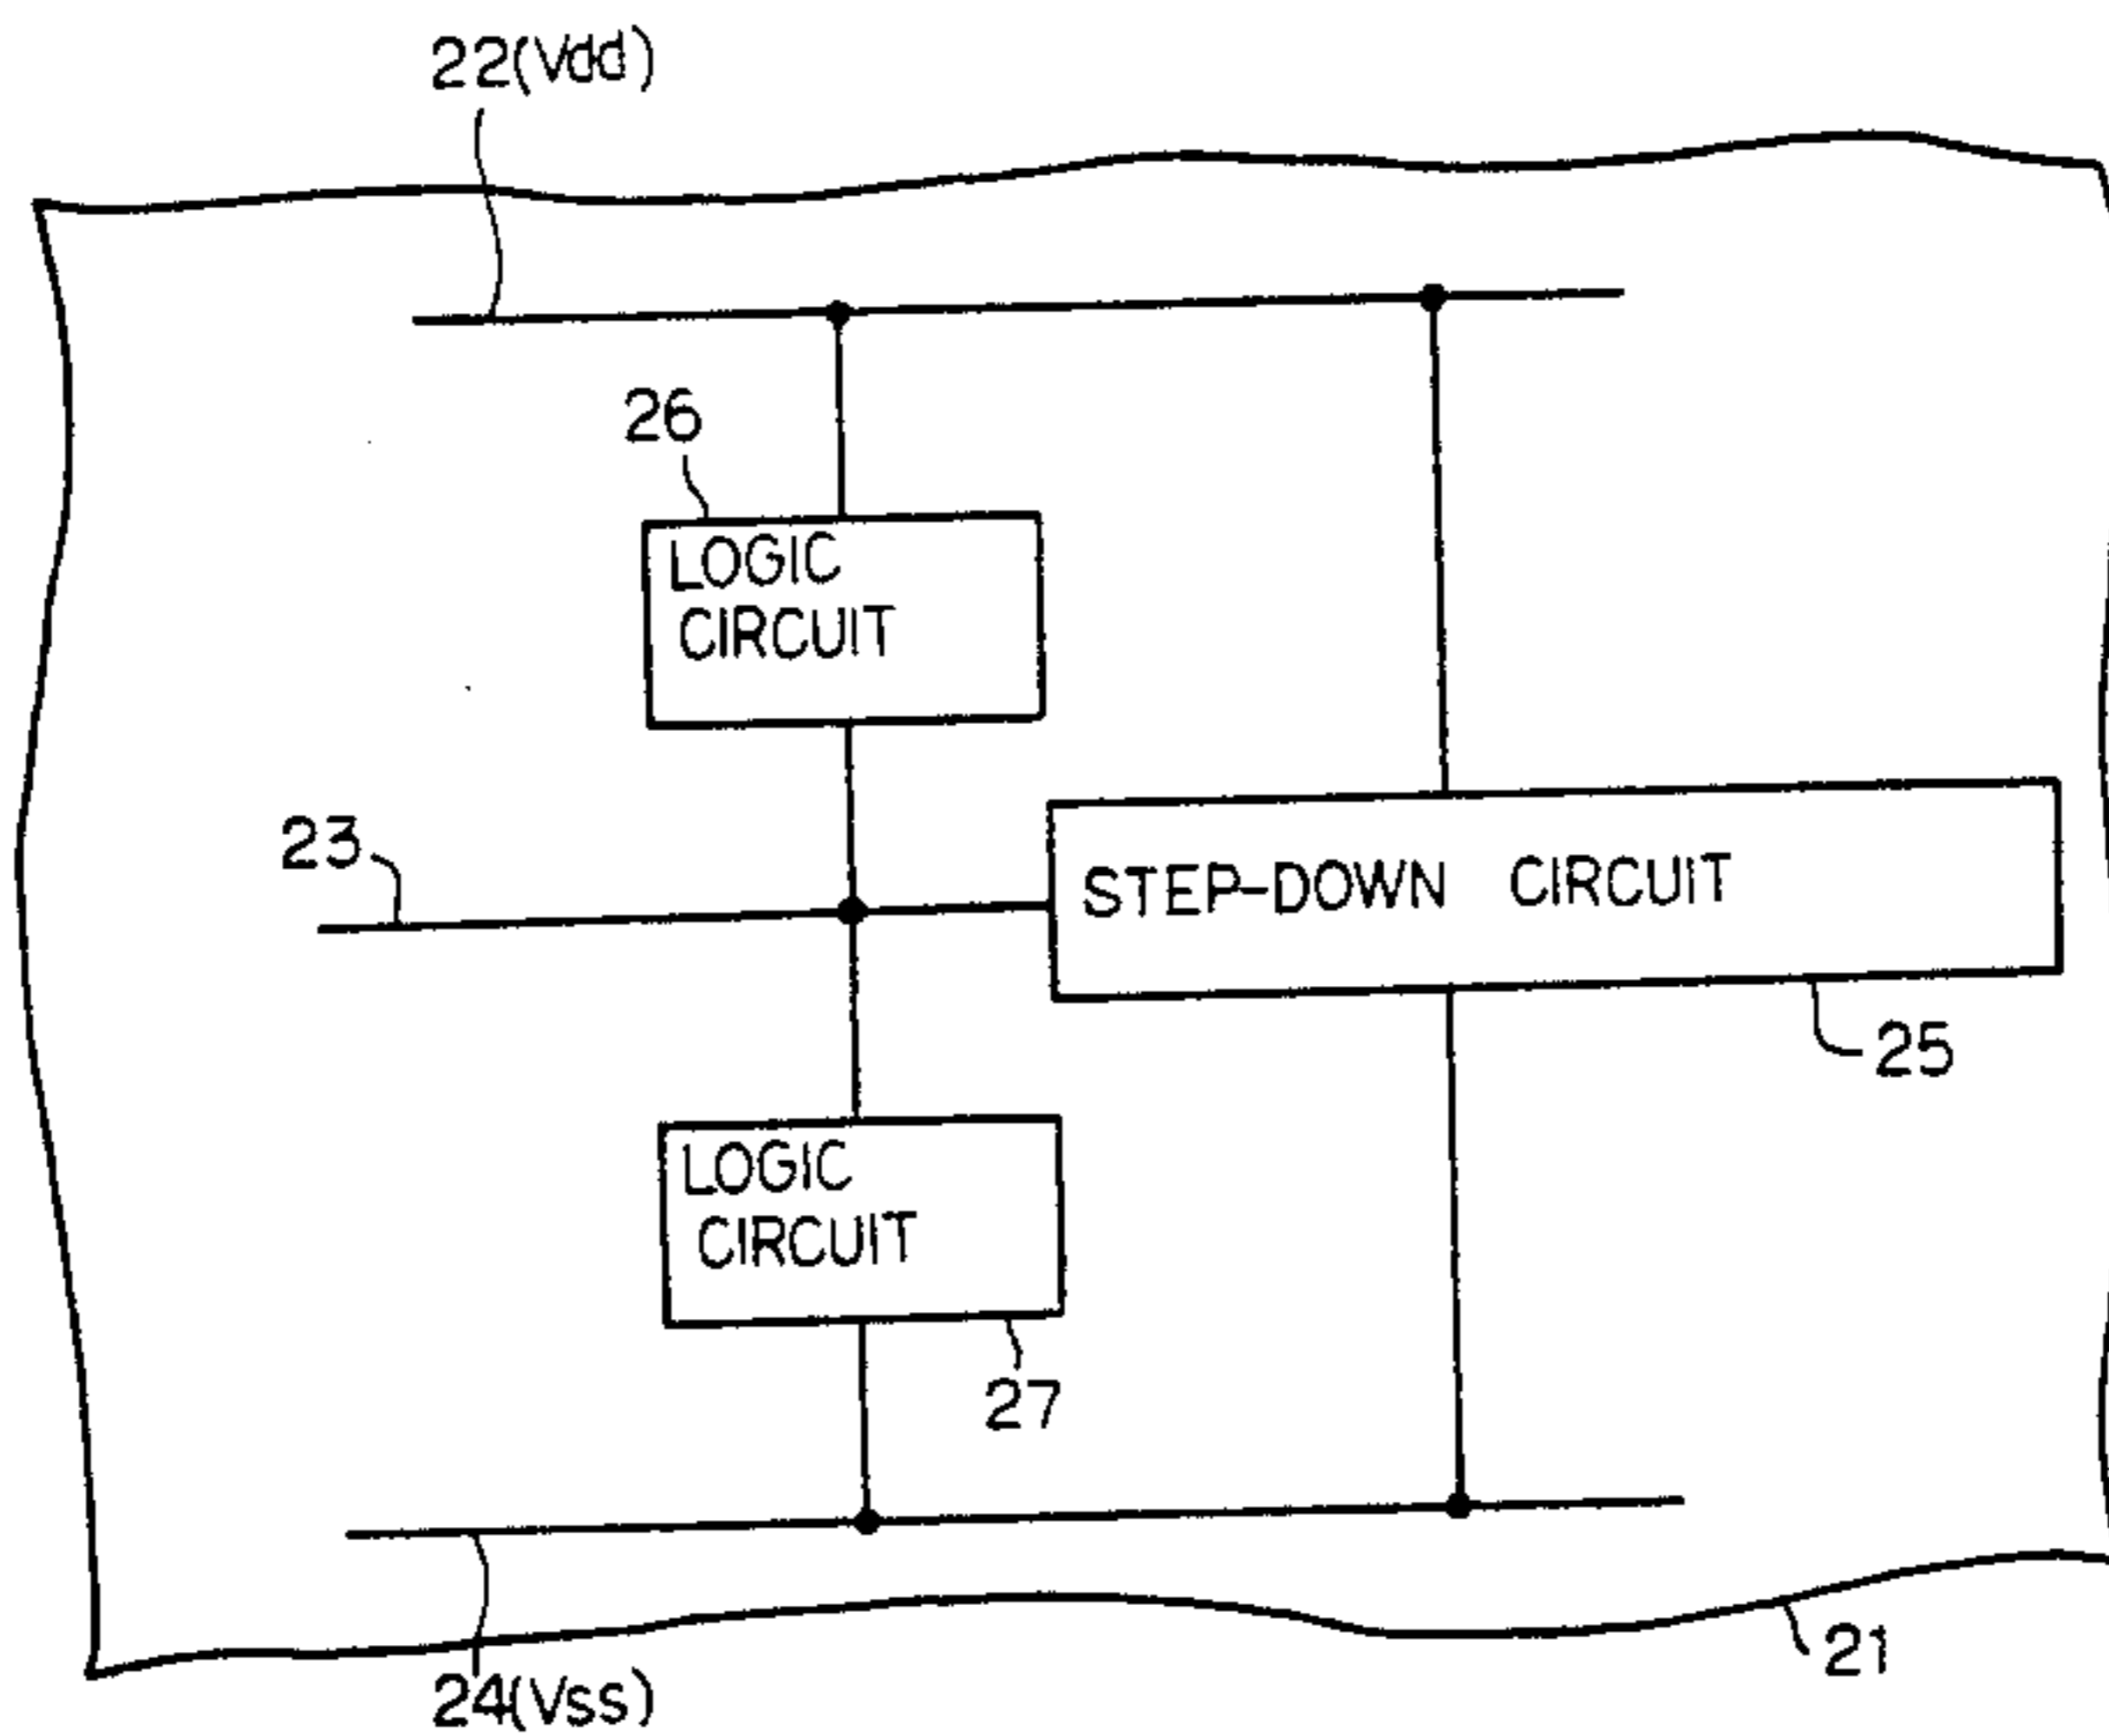 22(Vdd)
26
LOGIC
CIRCUIT
23
STEP-DOWN CIRCUIT
25
LOGIC
CIRCUIT
27
21
24(Vss)